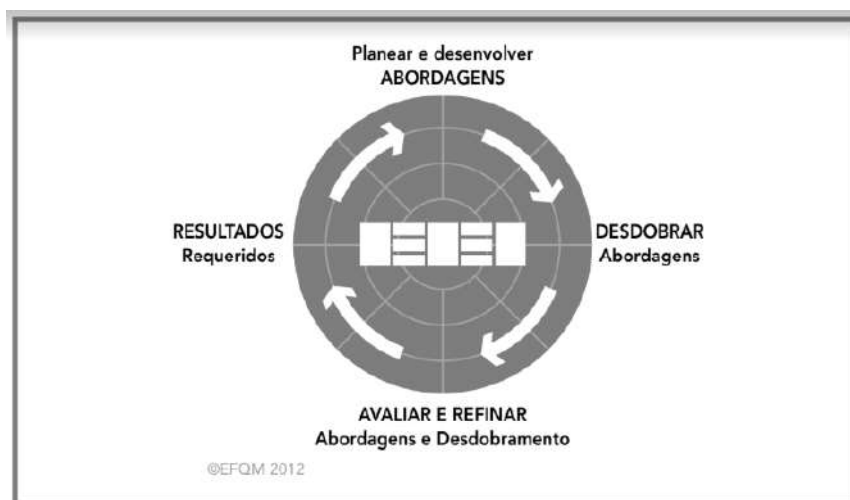 Planear e desenvolver
ABORDAGENS
RESULTADOS
Requeridos
DESDOBRAR
Abordagens
AVALIAR E REFINAR
Abordagens e Desdobramento
©EFQM 2012